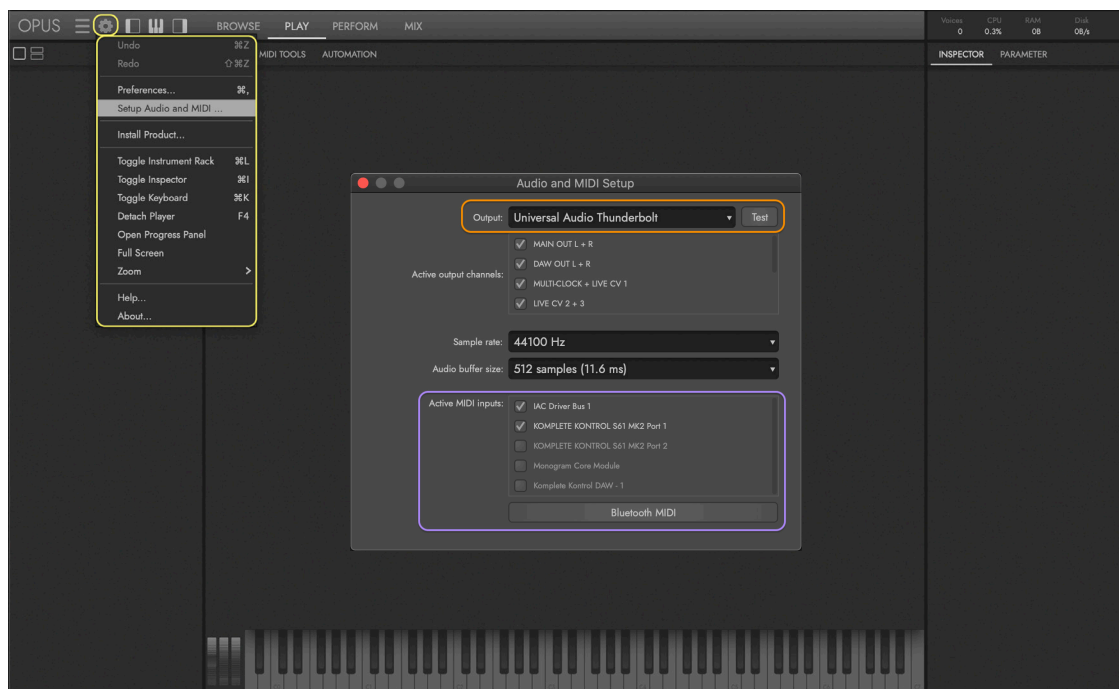 OPUS BROWSE PLAY PERFORM MIX
Voices CPU RAM Disk
0 0.3% 0B 0B/s
MIDI TOOLS AUTOMATION
INSPECTOR PARAMETER
Undo ⌘Z
Redo ⇧⌘Z
Preferences... ⌘,
Setup Audio and MIDI ...
Install Product...
Toggle Instrument Rack ⌘L
Toggle Inspector ⌘I
Toggle Keyboard ⌘K
Detach Player F4
Open Progress Panel
Full Screen
Zoom >
Help...
About...
Audio and MIDI Setup
Output: Universal Audio Thunderbolt Test
Active output channels:
MAIN OUT L + R
DAW OUT L + R
MULTI-CLOCK + LIVE CV 1
LIVE CV 2 + 3
Sample rate: 44100 Hz
Audio buffer size: 512 samples (11.6 ms)
Active MIDI inputs: IAC Driver Bus 1
KOMPLETE KONTROL S61 MK2 Port 1
KOMPLETE KONTROL S61 MK2 Port 2
Monogram Core Module
Komplete Kontrol DAW - 1
Bluetooth MIDI